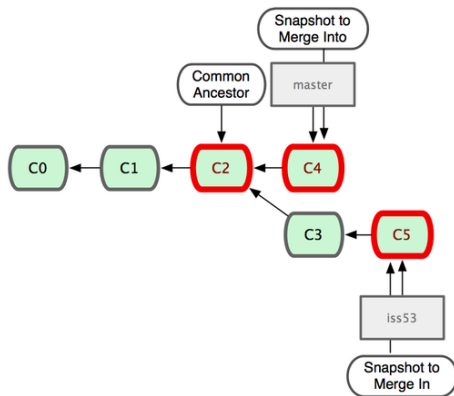 Snapshot to
Merge Into
Common
Ancestor
master
C0
C1
C2
C4
C3
C5
iss53
Snapshot to
Merge In